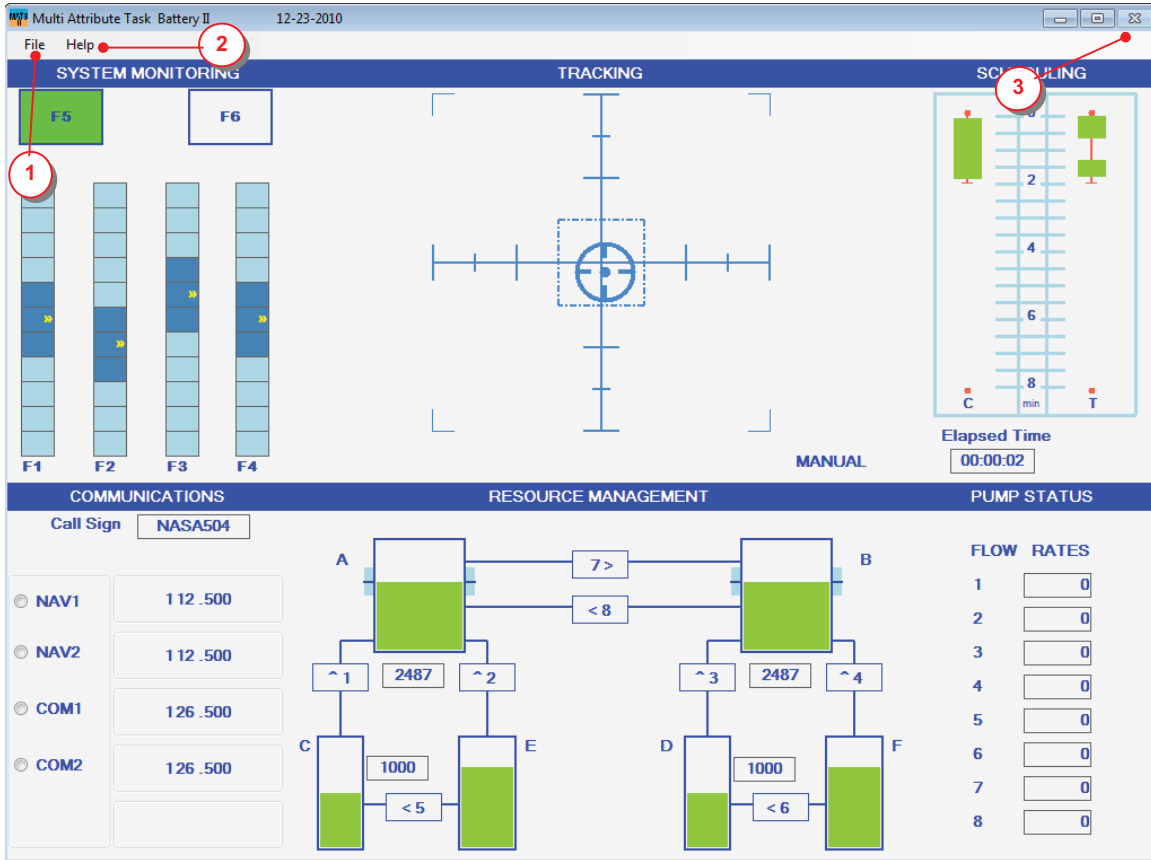 MATB II Multi Attribute Task Battery II 12-23-2010
File Help
1
2
3
SYSTEM MONITORING
F5 F6
F1 F2 F3 F4
TRACKING
MANUAL
SCHEDULING
0
2
4
6
8
C min T
Elapsed Time
00:00:02
COMMUNICATIONS
Call Sign NASA504
NAV1 112 .500
NAV2 112 .500
COM1 126 .500
COM2 126 .500
RESOURCE MANAGEMENT
A 7 > B
< 8
^ 1 2487 ^ 2 ^ 3 2487 ^ 4
C E D F
1000 1000
< 5 < 6
PUMP STATUS
FLOW RATES
1 0
2 0
3 0
4 0
5 0
6 0
7 0
8 0